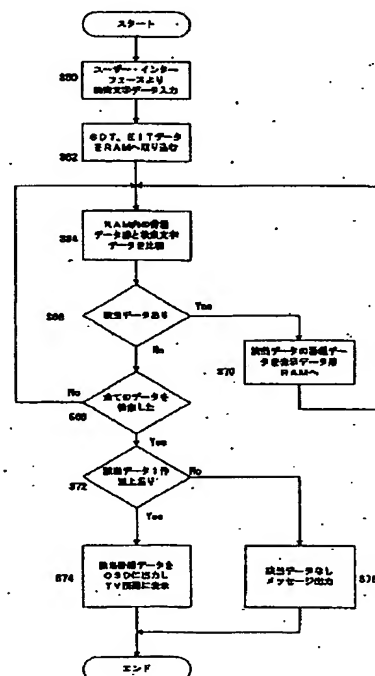 スタート
S60
ユーザー・インター
フェースより
検索文字データ入力
SDT、EITデータ
をRAMへ取り込む
S62
RAM内の番組
データ部と検索文字
データを比較
S64
該当データあり
S66
Yes
No
該当データの番組デー
タを表示データ用
RAMへ
S70
全てのデータを
検索した
No
S68
Yes
該当データ1件
以上あり
No
S72
Yes
該当番組データを
OSDに出力し
TV画面に表示
S74
該当データなし
メッセージ出力
エンド